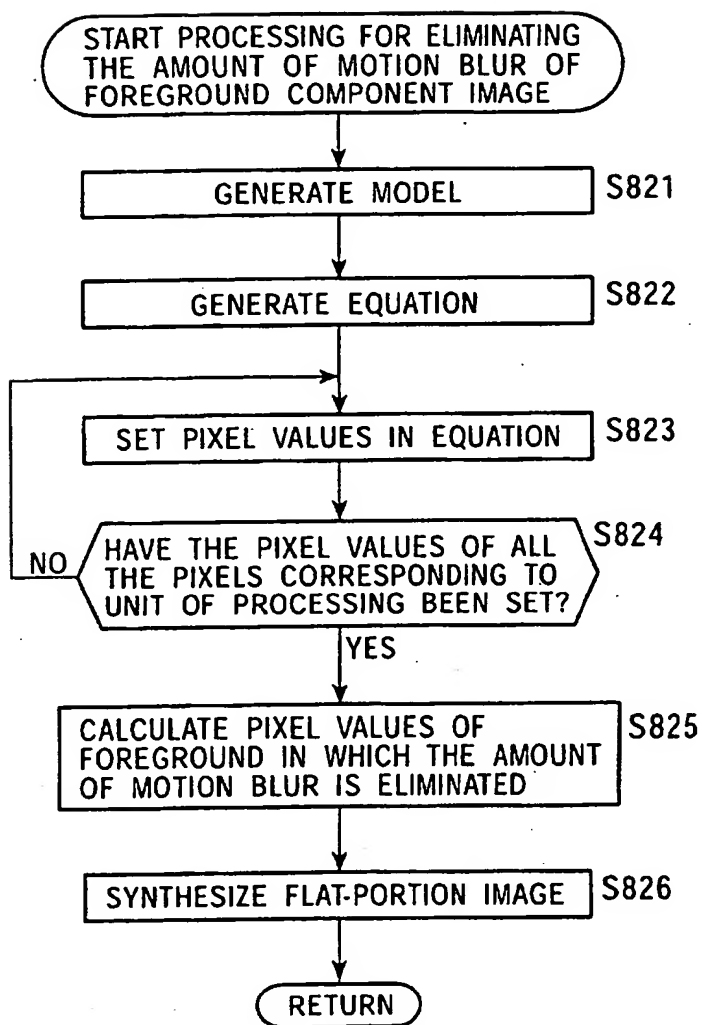 START PROCESSING FOR ELIMINATING
THE AMOUNT OF MOTION BLUR OF
FOREGROUND COMPONENT IMAGE
GENERATE MODEL
S821
GENERATE EQUATION
S822
SET PIXEL VALUES IN EQUATION
S823
S824
HAVE THE PIXEL VALUES OF ALL
THE PIXELS CORRESPONDING TO
UNIT OF PROCESSING BEEN SET?
NO
YES
CALCULATE PIXEL VALUES OF
FOREGROUND IN WHICH THE AMOUNT
OF MOTION BLUR IS ELIMINATED
S825
SYNTHESIZE FLAT-PORTION IMAGE
S826
RETURN